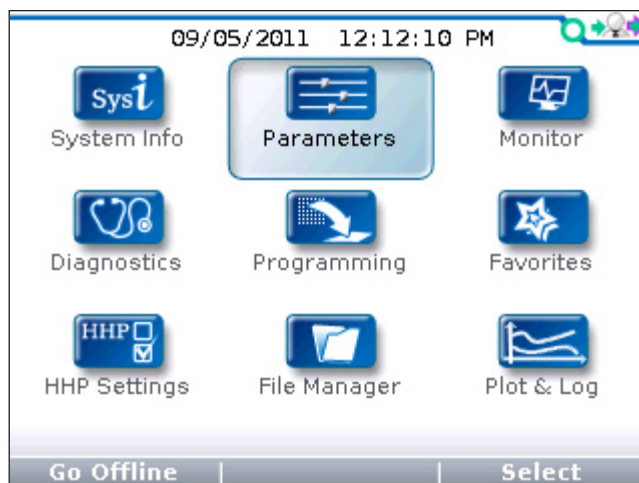 09/05/2011 12:12:10 PM
Sysi
System Info
Parameters
Monitor
Diagnostics
Programming
Favorites
HHP
HHP Settings
File Manager
Plot & Log
Go Offline | | Select